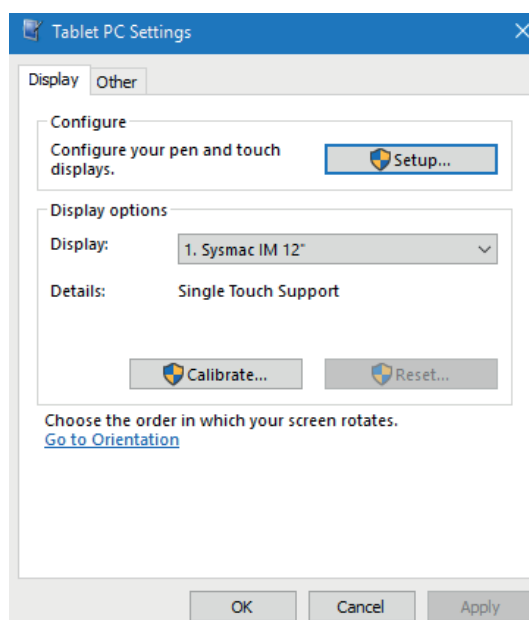 Tablet PC Settings
Display Other
Configure
Configure your pen and touch
displays.
Setup...
Display options
Display: 1. Sysmac IM 12"
Details: Single Touch Support
Calibrate... Reset...
Choose the order in which your screen rotates.
Go to Orientation
OK Cancel Apply